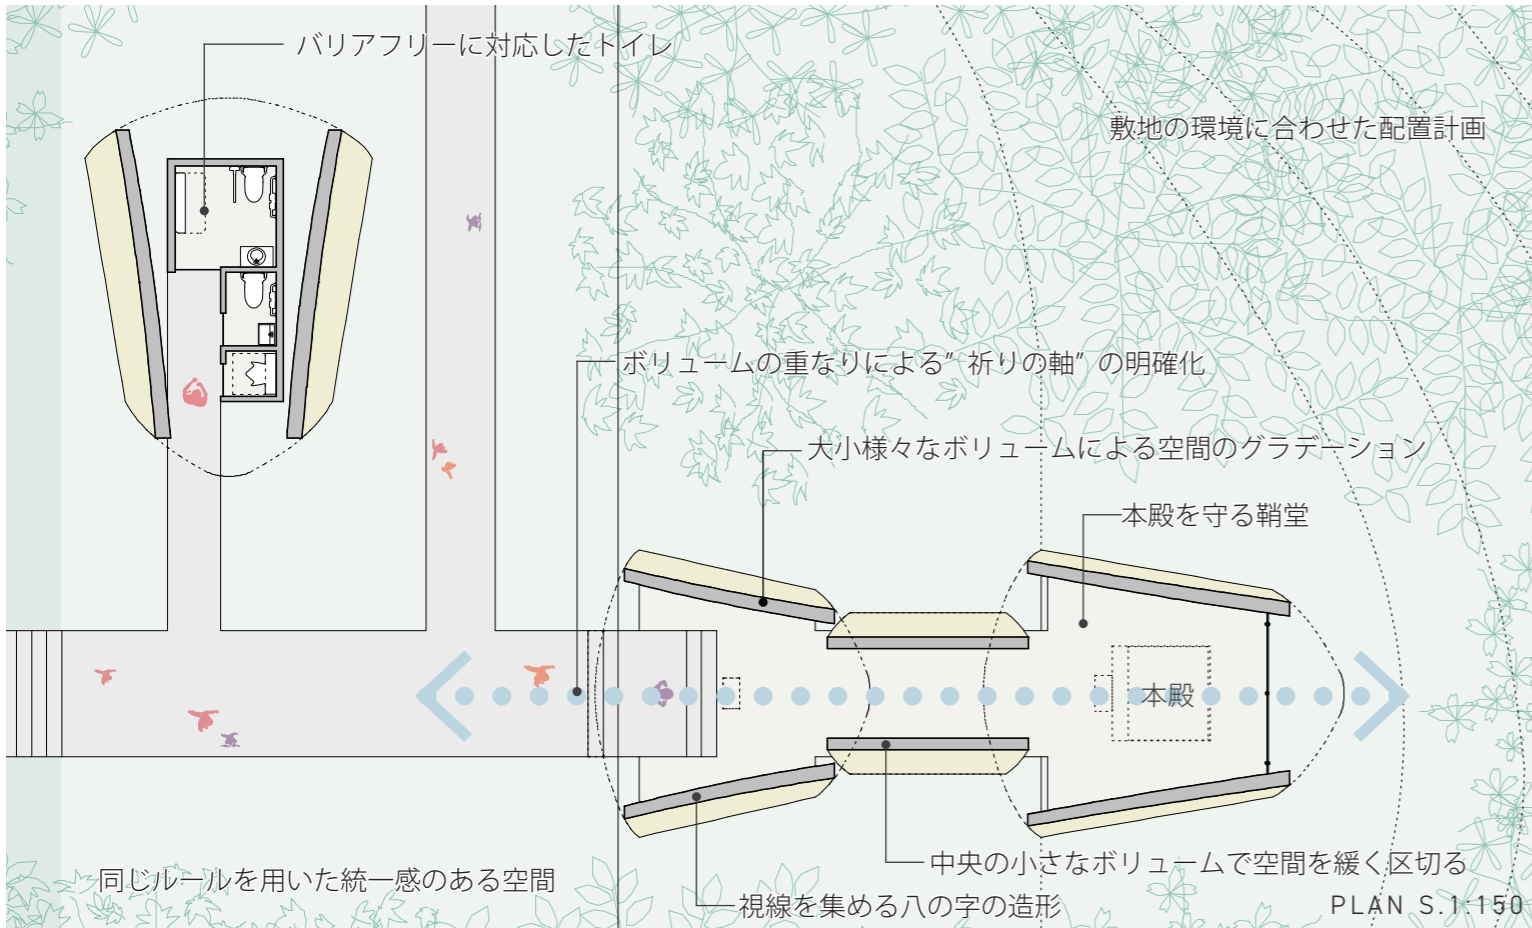 バリアフリーに対応したトイレ
敷地の環境に合わせた配置計画
ボリュームの重なりによる”祈りの軸”の明確化
大小様々なボリュームによる空間のグラデーション
本殿を守る鞘堂
本殿
中央の小さなボリュームで空間を緩く区切る
同じルールを用いた統一感のある空間
視線を集める八の字の造形
PLAN S.1:150